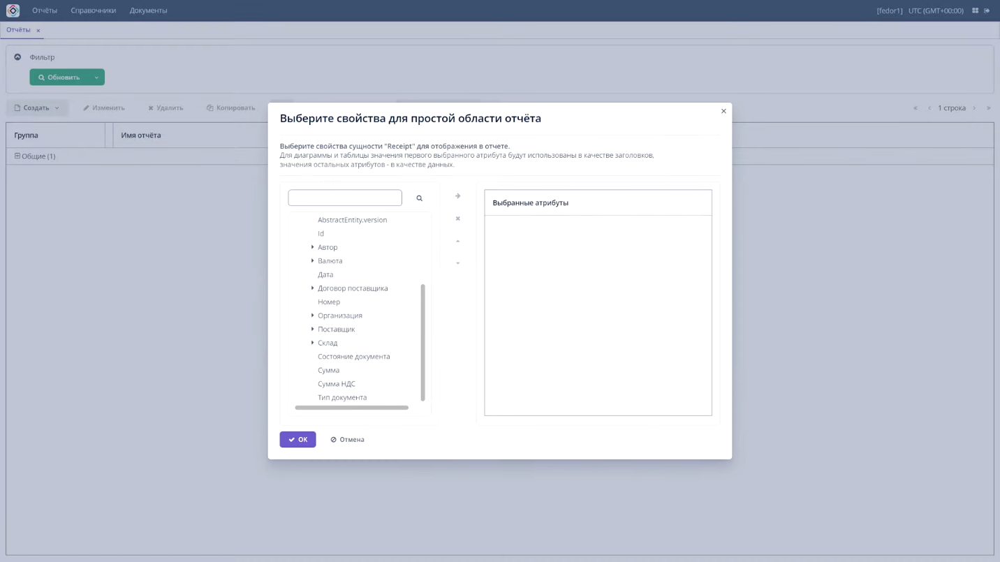 Отчёты Справочники Документы [fedor1] UTC (GMT+00:00)
Отчёты ×
Фильтр
Обновить
Создать Изменить Удалить Копировать « ‹ 1 строка › »
Группа Имя отчёта
Общие (1)
Выберите свойства для простой области отчёта
Выберите свойства сущности "Receipt" для отображения в отчете.
Для диаграммы и таблицы значения первого выбранного атрибута будут использованы в качестве заголовков,
значения остальных атрибутов - в качестве данных.
Выбранные атрибуты
AbstractEntity.version
Id
Автор
Валюта
Дата
Договор поставщика
Номер
Организация
Поставщик
Склад
Состояние документа
Сумма
Сумма НДС
Тип документа
OK Отмена